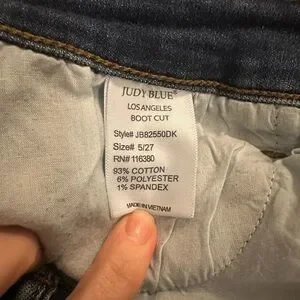 JUDY BLUE
LOS ANGELES
BOOT CUT
Style# JB82550DK
Size# 5/27
RN# 116380
93% COTTON
6% POLYESTER
1% SPANDEX
MADE IN VIETNAM